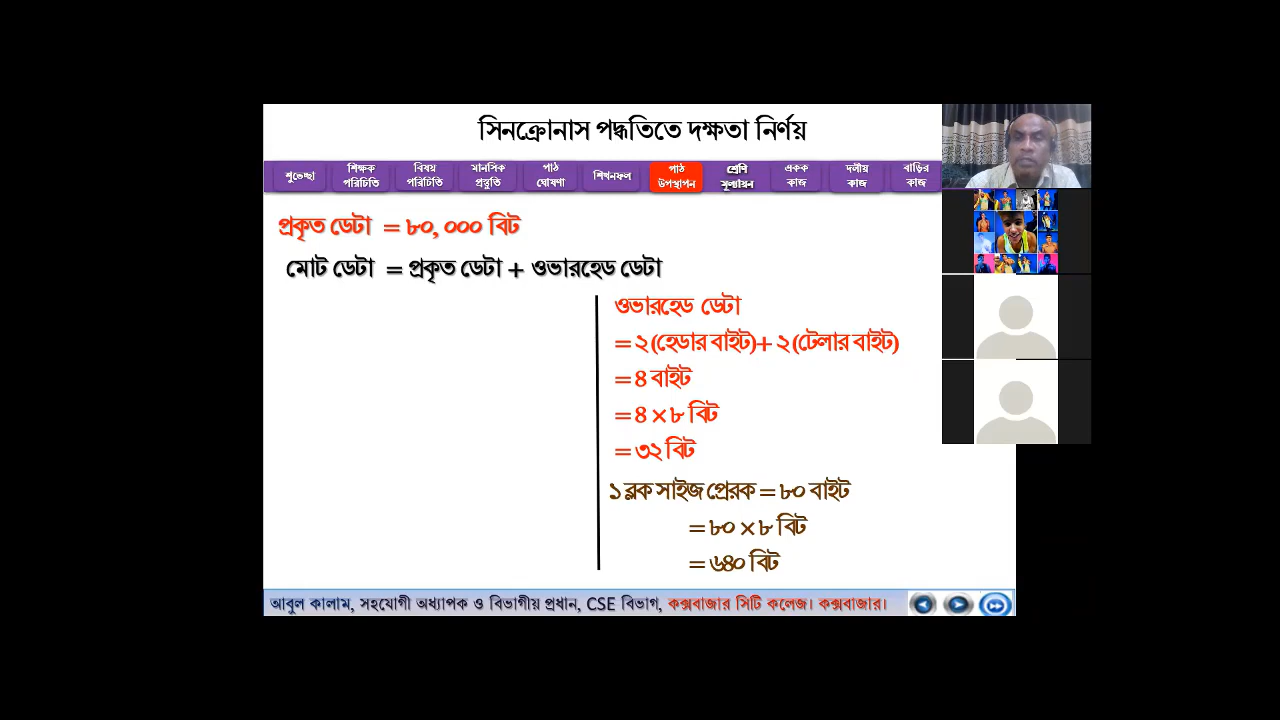 সিনক্রোনাস পদ্ধতিতে দক্ষতা নির্ণয়
শুভেচ্ছা
শিক্ষক
পরিচিতি
বিষয়
পরিচিতি
মানসিক
প্রস্তুতি
পাঠ
ঘোষণা
শিখনফল
পাঠ
উপস্থাপন
শ্রেণি
মূল্যায়ন
একক
কাজ
দলীয়
কাজ
বাড়ির
কাজ
প্রকৃত ডেটা = ৮০, ০০০ বিট
মোট ডেটা = প্রকৃত ডেটা + ওভারহেড ডেটা
ওভারহেড ডেটা
= ২(হেডার বাইট)+ ২(টেলার বাইট)
= ৪ বাইট
= ৪ × ৮ বিট
= ৩২ বিট
১ ব্লক সাইজ প্রেরক = ৮০ বাইট
= ৮০ × ৮ বিট
= ৬৪০ বিট
আবুল কালাম, সহযোগী অধ্যাপক ও বিভাগীয় প্রধান, CSE বিভাগ, কক্সবাজার সিটি কলেজ। কক্সবাজার।